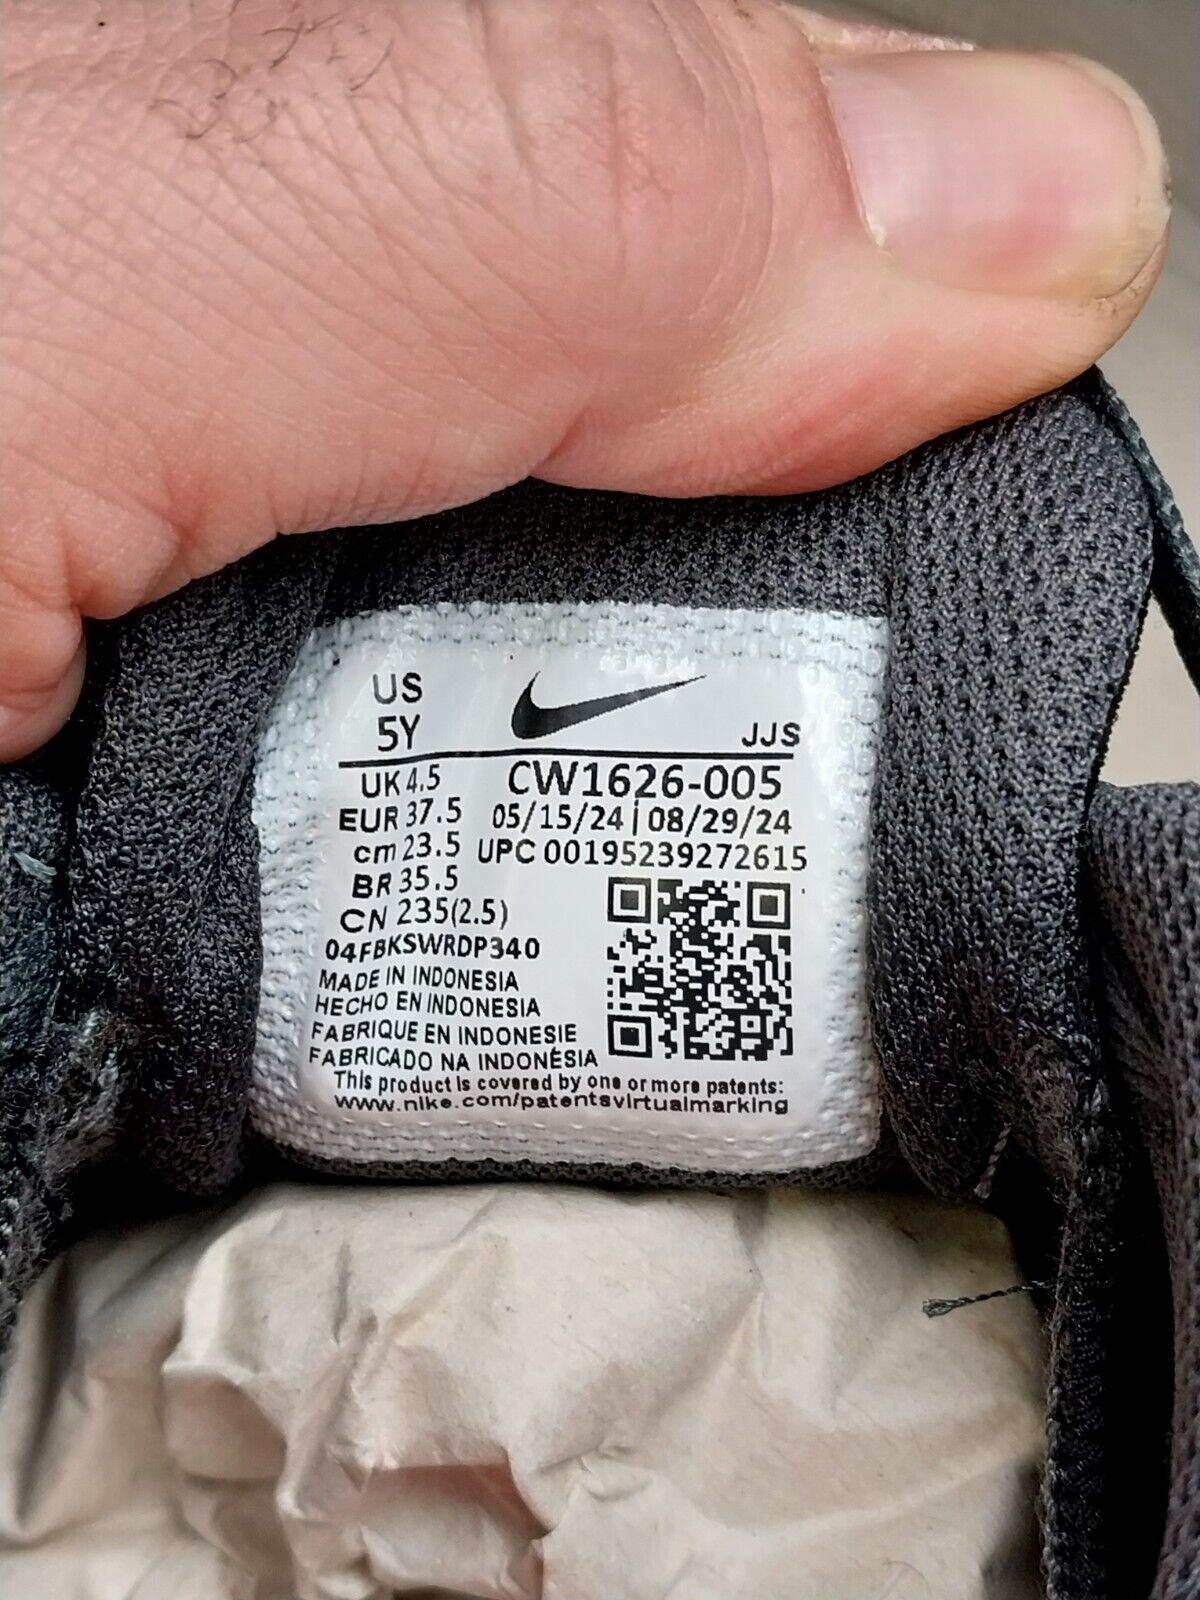 US
5Y
JJS
UK 4.5
CW1626-005
EUR 37.5
05/15/24 | 08/29/24
cm 23.5
UPC 00195239272615
BR 35.5
CN 235(2.5)
04FBKSWRDP340
MADE IN INDONESIA
HECHO EN INDONESIA
FABRIQUE EN INDONESIE
FABRICADO NA INDONÉSIA
This product is covered by one or more patents:
www.nike.com/patentsvirtualmarking